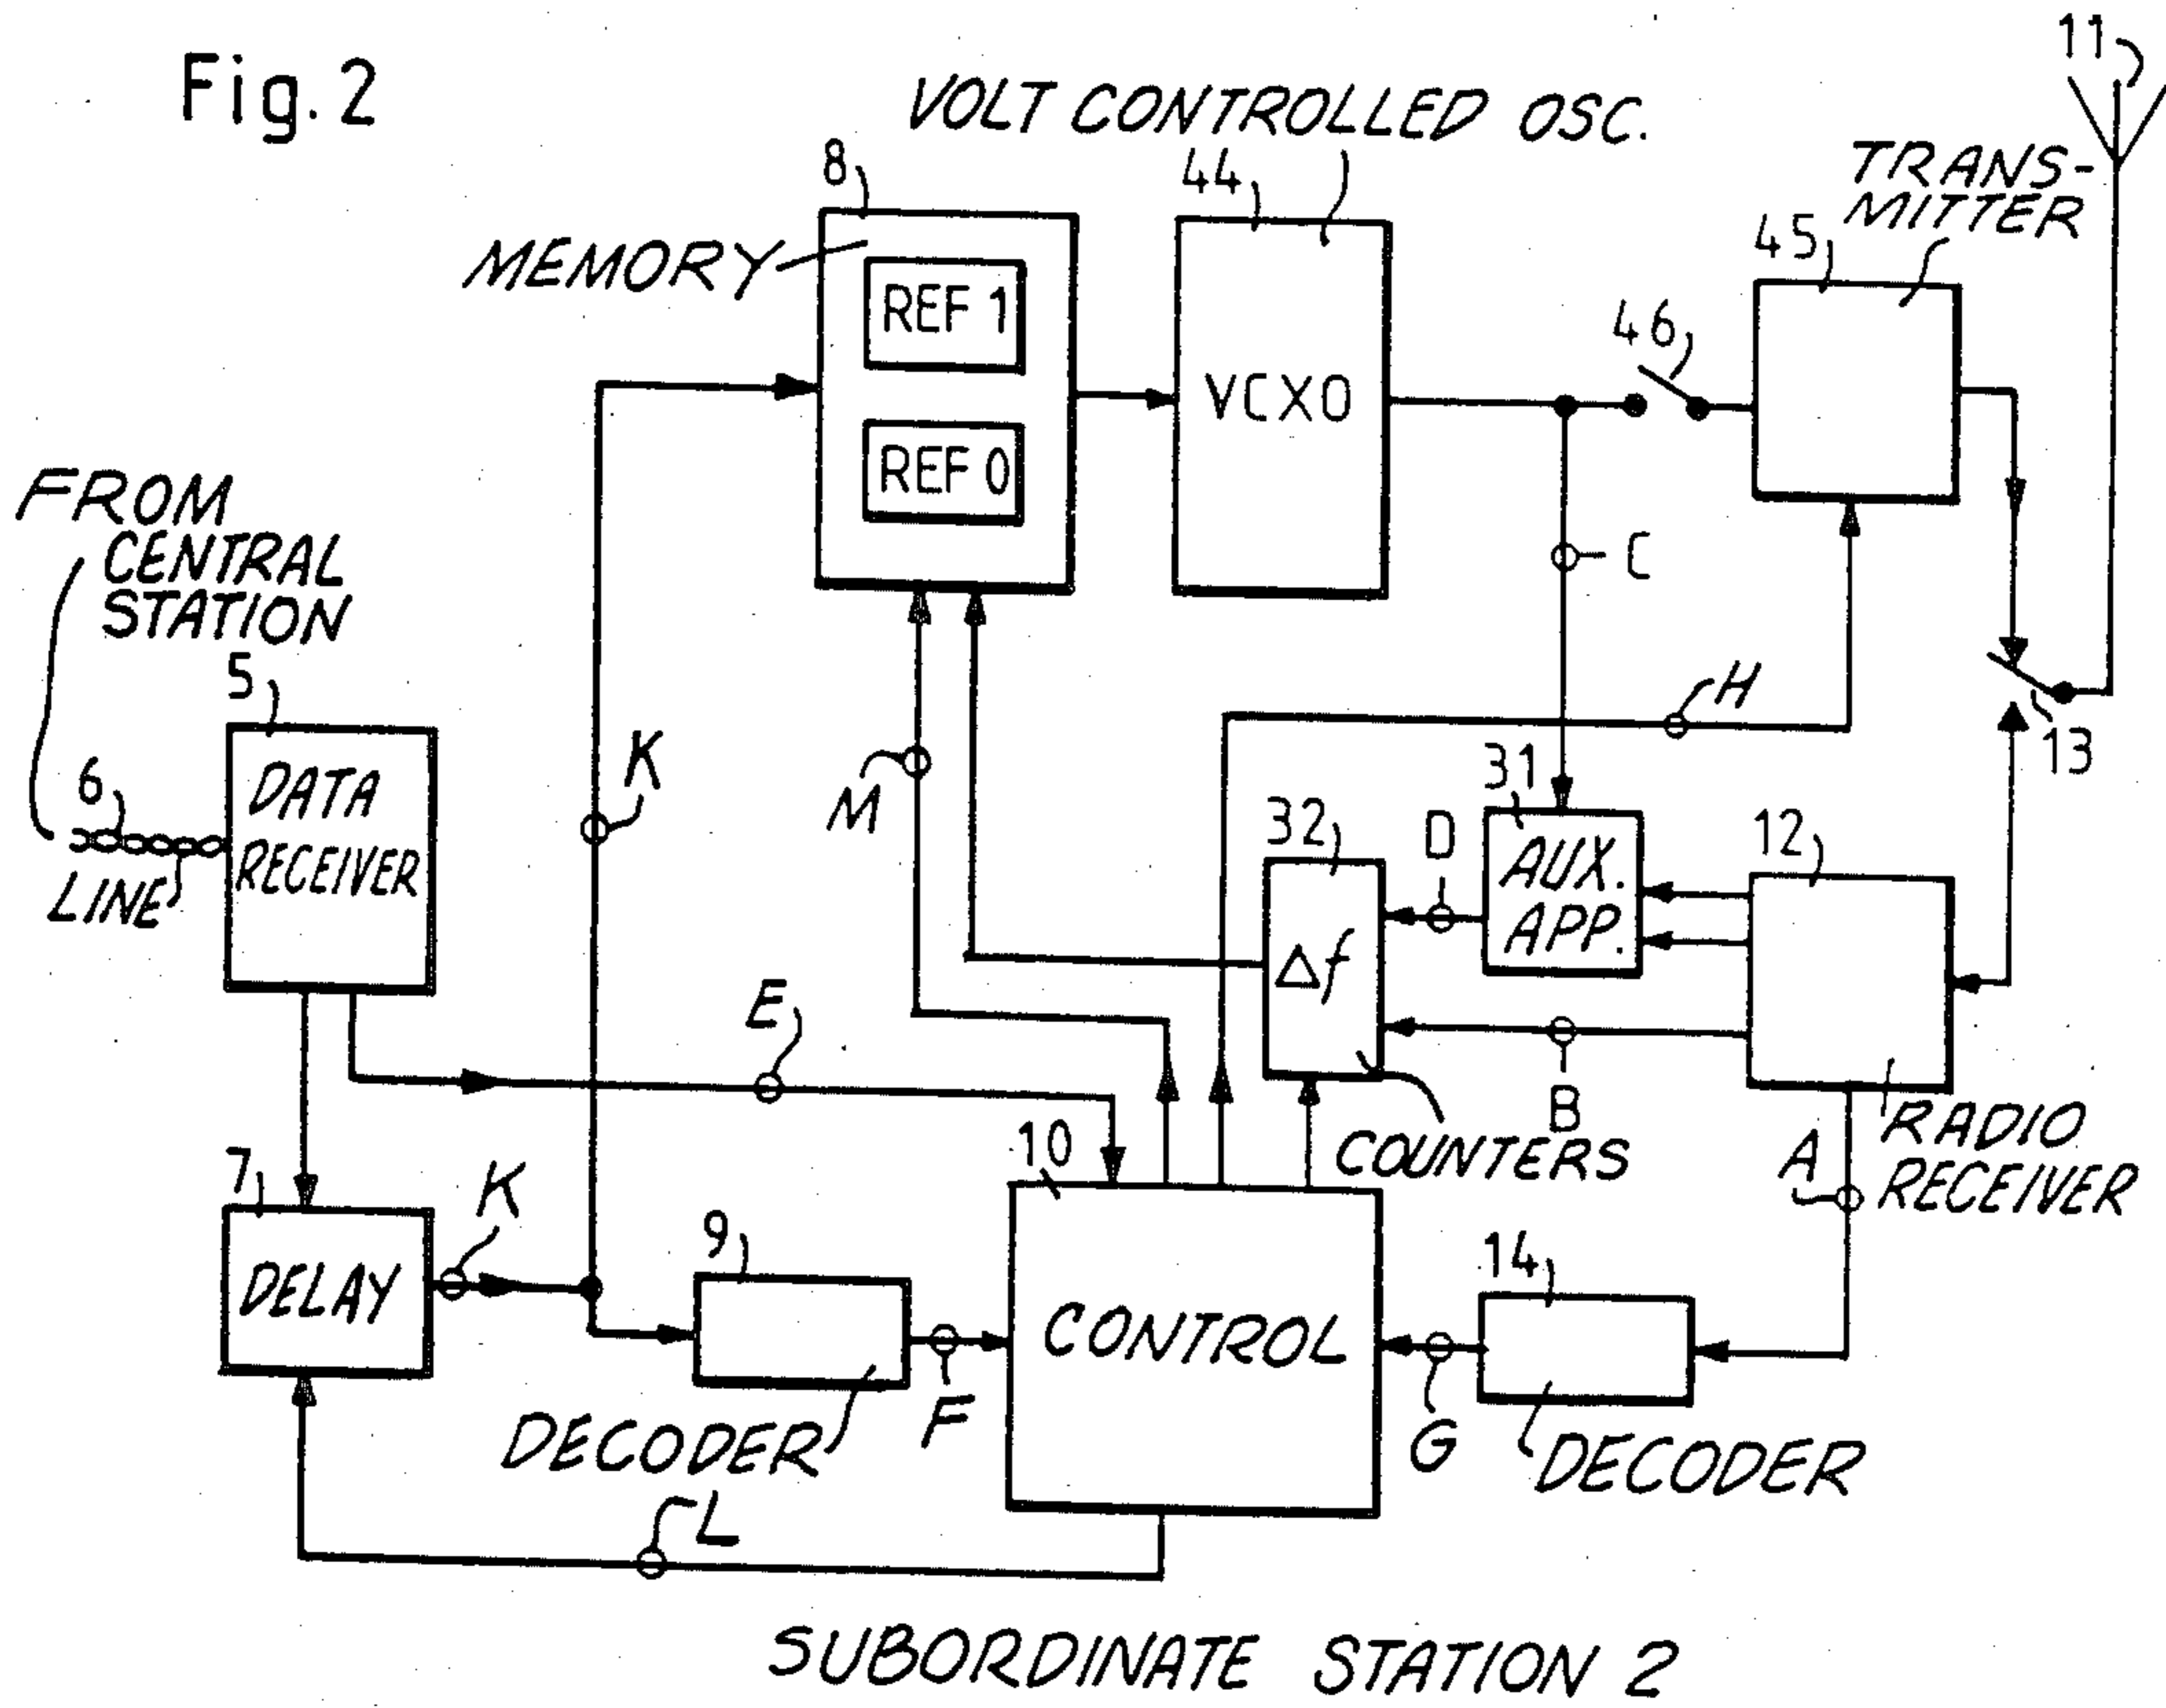 Fig. 2
VOLT CONTROLLED OSC.
11
8
44
TRANS-
MITTER
45
MEMORY
REF 1
46
VCXO
REF 0
FROM
CENTRAL
STATION
C
5
H
K
13
6
DATA
RECEIVER
M
31
32
D
12
AUX.
APP.
LINE
Δf
E
B
COUNTERS
RADIO
RECEIVER
A
10
7
K
9
14
DELAY
CONTROL
F
G
DECODER
DECODER
L
SUBORDINATE STATION 2